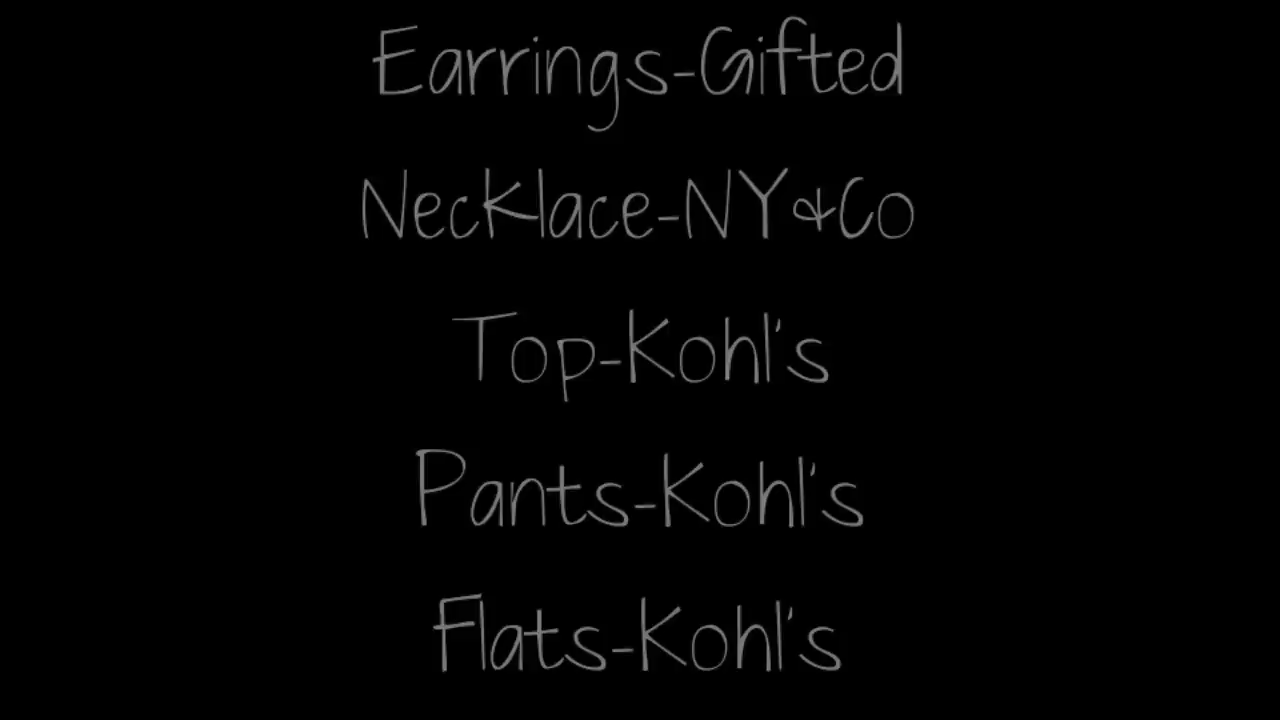 Earrings-Gifted
Necklace-NY&Co
Top-Kohl's
Pants-Kohl's
Flats-Kohl's